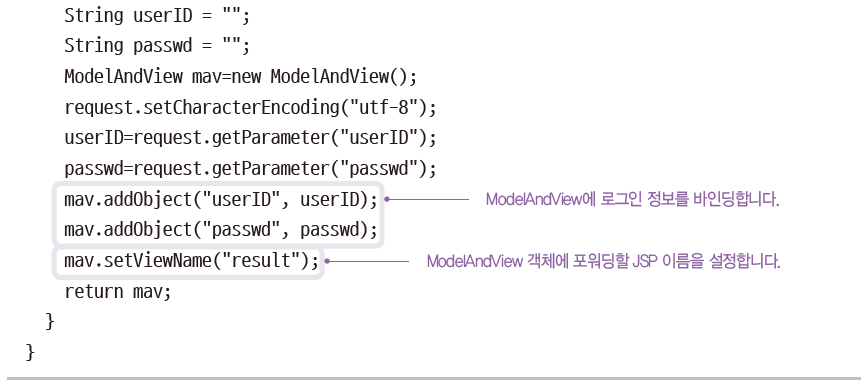 String userID = "";
String passwd = "";
ModelAndView mav=new ModelAndView();
request.setCharacterEncoding("utf-8");
userID=request.getParameter("userID");
passwd=request.getParameter("passwd");
mav.addObject("userID", userID); ModelAndView에 로그인 정보를 바인딩합니다.
mav.addObject("passwd", passwd);
mav.setViewName("result"); ModelAndView 객체에 포워딩할 JSP 이름을 설정합니다.
return mav;
}
}